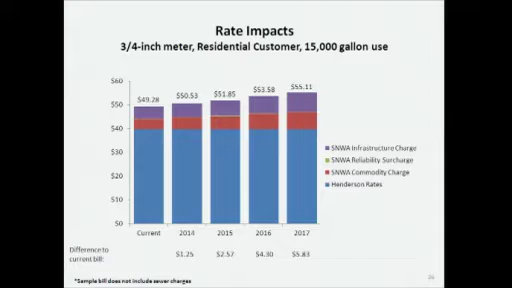 Rate Impacts
3/4-inch meter, Residential Customer, 15,000 gallon use
$60
$50
$40
$30
$20
$10
$0
$49.28
$50.53
$51.85
$53.58
$55.11
Current
2014
2015
2016
2017
SNWA Infrastructure Charge
SNWA Reliability Surcharge
SNWA Commodity Charge
Henderson Rates
Difference to
current bill:
$1.25
$2.57
$4.30
$5.83
*Sample bill does not include sewer charges